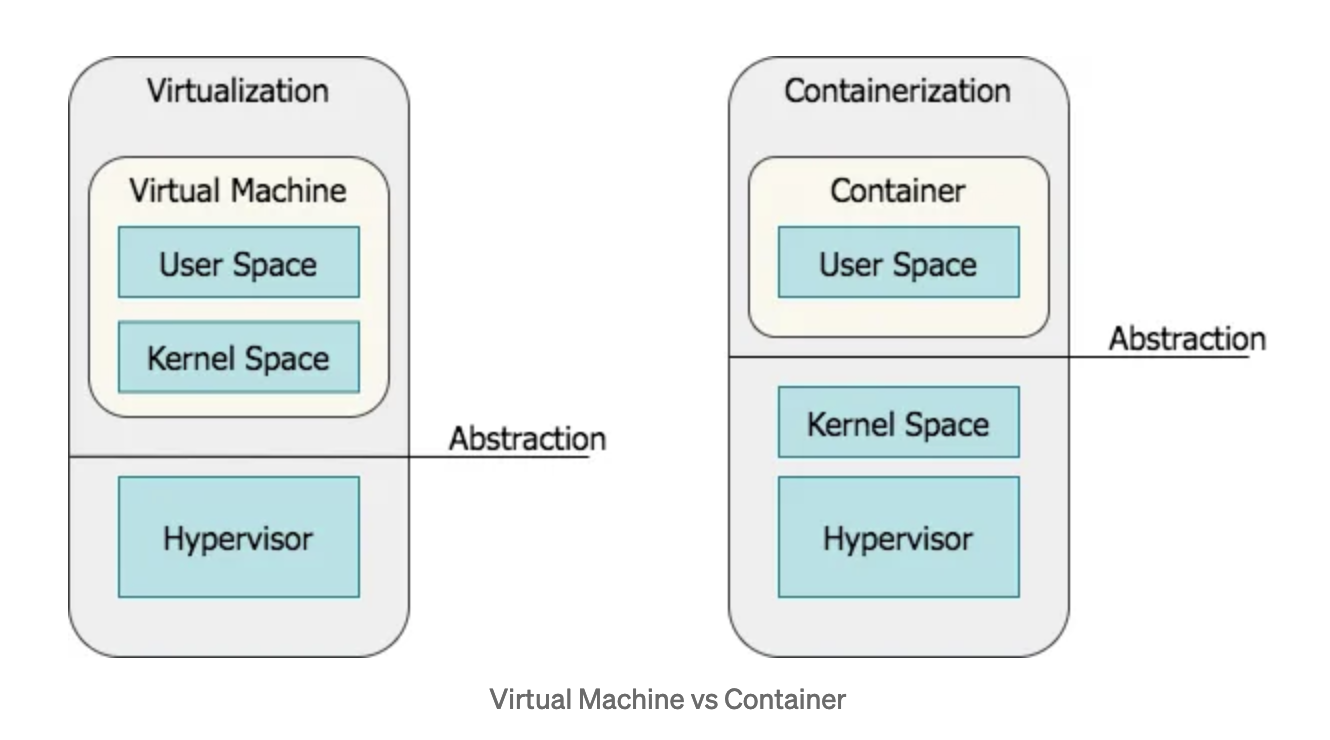 Virtualization
Virtual Machine
User Space
Kernel Space
Abstraction
Hypervisor
Containerization
Container
User Space
Abstraction
Kernel Space
Hypervisor
Virtual Machine vs Container